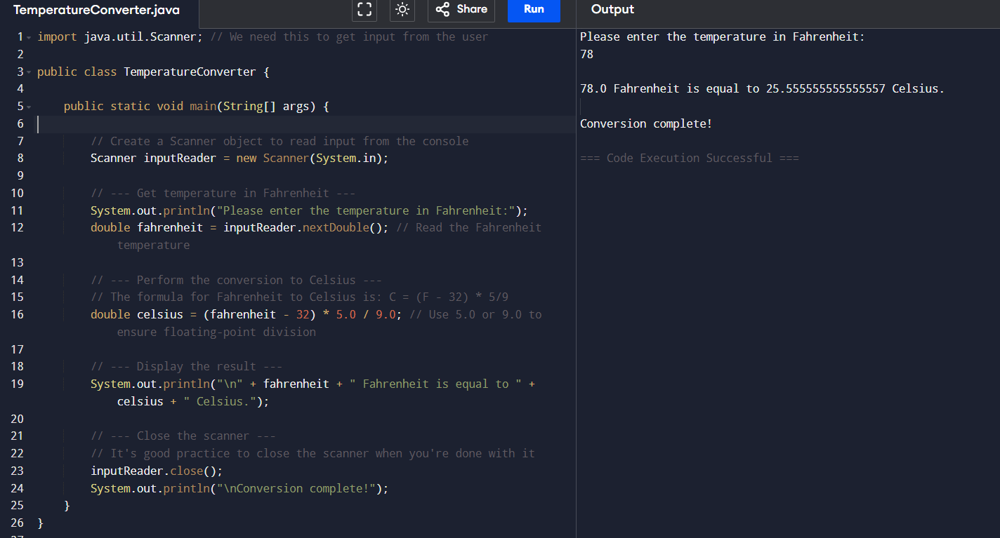 TemperatureConverter.java
Share
Run
Output
1 import java.util.Scanner; // We need this to get input from the user
2
3 public class TemperatureConverter {
4
5     public static void main(String[] args) {
6
7         // Create a Scanner object to read input from the console
8         Scanner inputReader = new Scanner(System.in);
9
10         // --- Get temperature in Fahrenheit ---
11         System.out.println("Please enter the temperature in Fahrenheit:");
12         double fahrenheit = inputReader.nextDouble(); // Read the Fahrenheit
            temperature
13
14         // --- Perform the conversion to Celsius ---
15         // The formula for Fahrenheit to Celsius is: C = (F - 32) * 5/9
16         double celsius = (fahrenheit - 32) * 5.0 / 9.0; // Use 5.0 or 9.0 to
            ensure floating-point division
17
18         // --- Display the result ---
19         System.out.println("\n" + fahrenheit + " Fahrenheit is equal to " +
            celsius + " Celsius.");
20
21         // --- Close the scanner ---
22         // It's good practice to close the scanner when you're done with it
23         inputReader.close();
24         System.out.println("\nConversion complete!");
25     }
26 }
Please enter the temperature in Fahrenheit:
78
78.0 Fahrenheit is equal to 25.555555555555557 Celsius.
Conversion complete!
=== Code Execution Successful ===